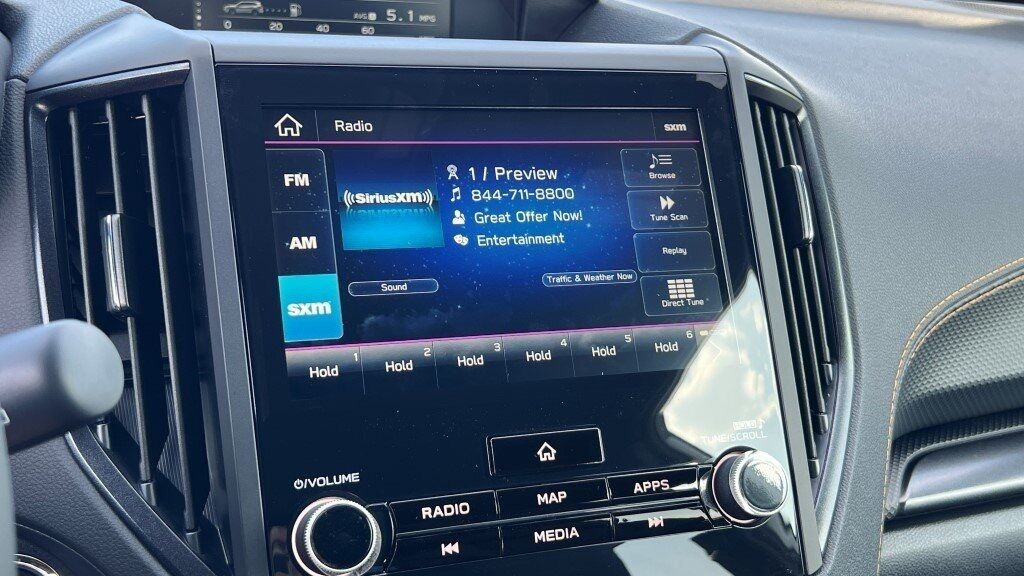 AVG 5.1 MPG
0 20 40 60
Radio
sxm
FM
AM
sxm
((SiriusXM))
1 / Preview
844-711-8800
Great Offer Now!
Entertainment
Sound
Traffic & Weather Now
Browse
Tune Scan
Replay
Direct Tune
1 Hold
2 Hold
3 Hold
4 Hold
5 Hold
6 Hold
VOLUME
HOLD
TUNE/SCROLL
RADIO
MAP
APPS
MEDIA